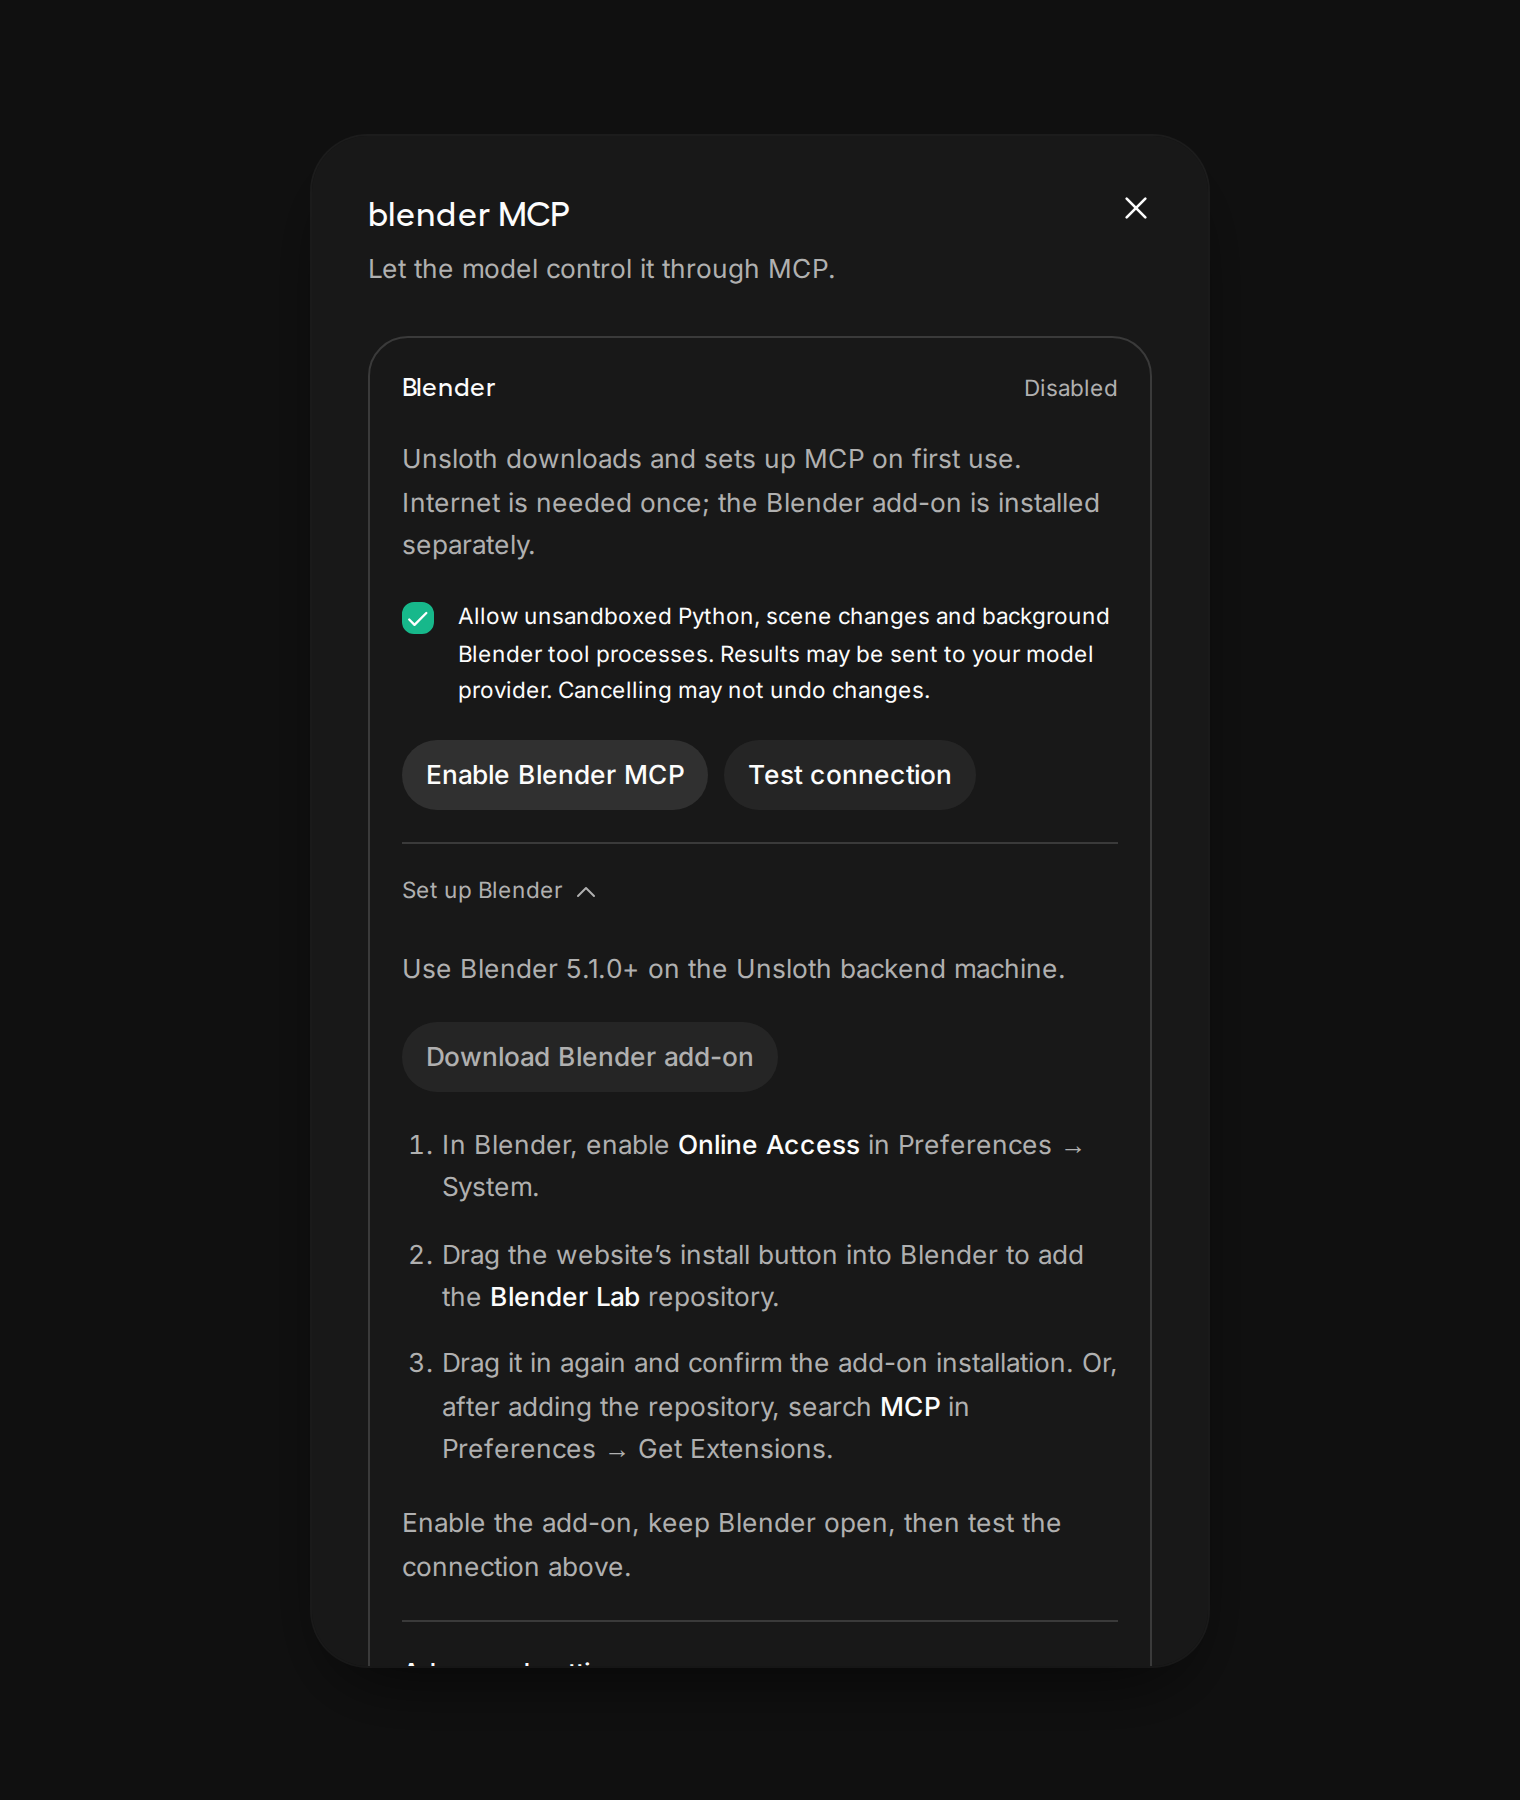 blender MCP
Let the model control it through MCP.
Blender
Disabled
Unsloth downloads and sets up MCP on first use.
Internet is needed once; the Blender add-on is installed
separately.
Allow unsandboxed Python, scene changes and background
Blender tool processes. Results may be sent to your model
provider. Cancelling may not undo changes.
Enable Blender MCP
Test connection
Set up Blender
Use Blender 5.1.0+ on the Unsloth backend machine.
Download Blender add-on
1. In Blender, enable Online Access in Preferences →
System.
2. Drag the website’s install button into Blender to add
the Blender Lab repository.
3. Drag it in again and confirm the add-on installation. Or,
after adding the repository, search MCP in
Preferences → Get Extensions.
Enable the add-on, keep Blender open, then test the
connection above.